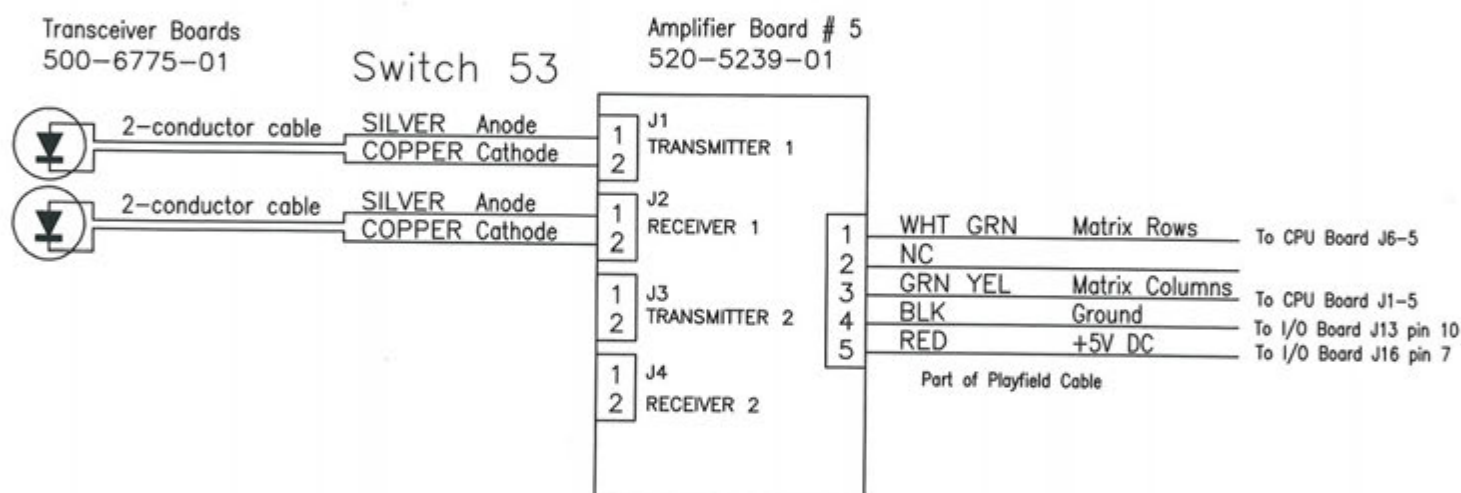 Transceiver Boards
500-6775-01
Switch 53
Amplifier Board # 5
520-5239-01
2-conductor cable
SILVER Anode
COPPER Cathode
1
2
J1
TRANSMITTER 1
2-conductor cable
SILVER Anode
COPPER Cathode
1
2
J2
RECEIVER 1
1
2
J3
TRANSMITTER 2
1
2
J4
RECEIVER 2
1 WHT GRN Matrix Rows To CPU Board J6-5
2 NC
3 GRN YEL Matrix Columns To CPU Board J1-5
4 BLK Ground To I/O Board J13 pin 10
5 RED +5V DC To I/O Board J16 pin 7
Part of Playfield Cable